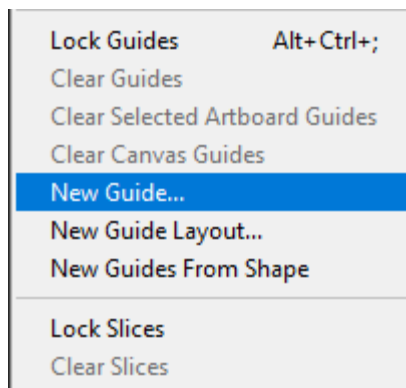 Lock Guides Alt+Ctrl+;
Clear Guides
Clear Selected Artboard Guides
Clear Canvas Guides
New Guide...
New Guide Layout...
New Guides From Shape
Lock Slices
Clear Slices